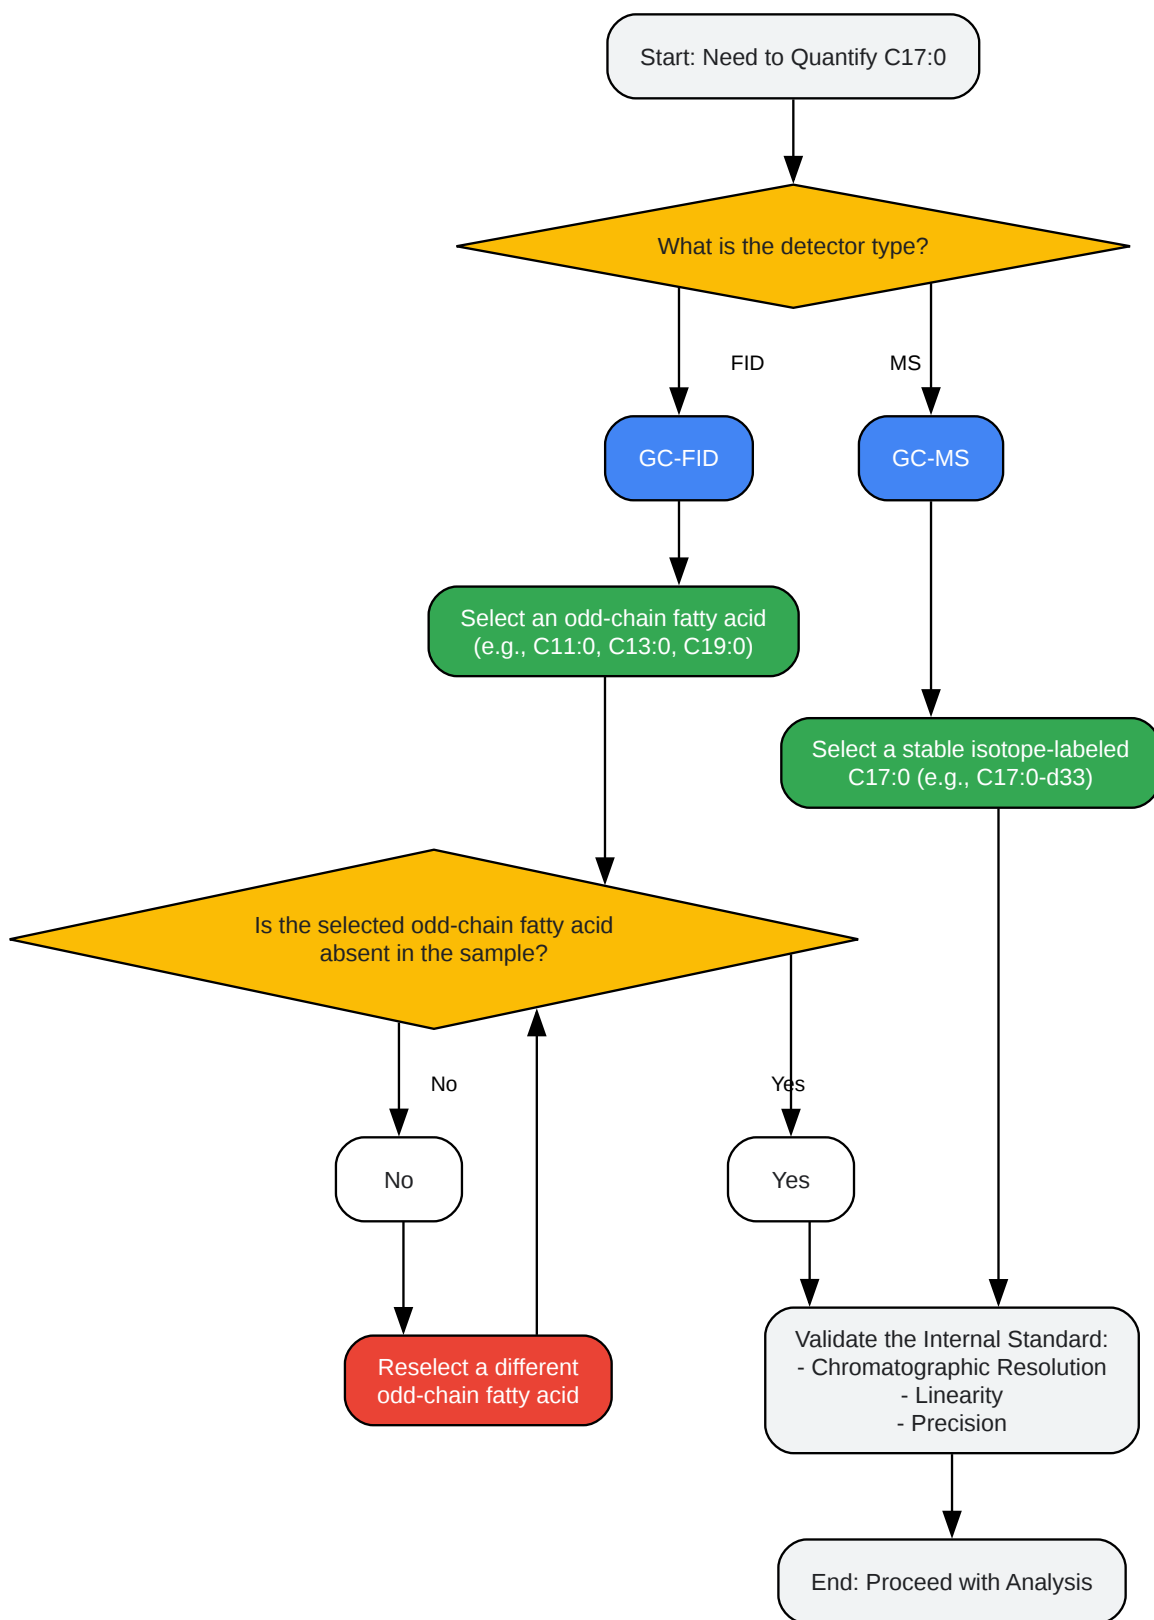 Start: Need to Quantify C17:0
What is the detector type?
FID
MS
GC-FID
GC-MS
Select an odd-chain fatty acid
(e.g., C11:0, C13:0, C19:0)
Select a stable isotope-labeled
C17:0 (e.g., C17:0-d33)
Is the selected odd-chain fatty acid
absent in the sample?
No
Yes
No
Yes
Reselect a different
odd-chain fatty acid
Validate the Internal Standard:
- Chromatographic Resolution
- Linearity
- Precision
End: Proceed with Analysis